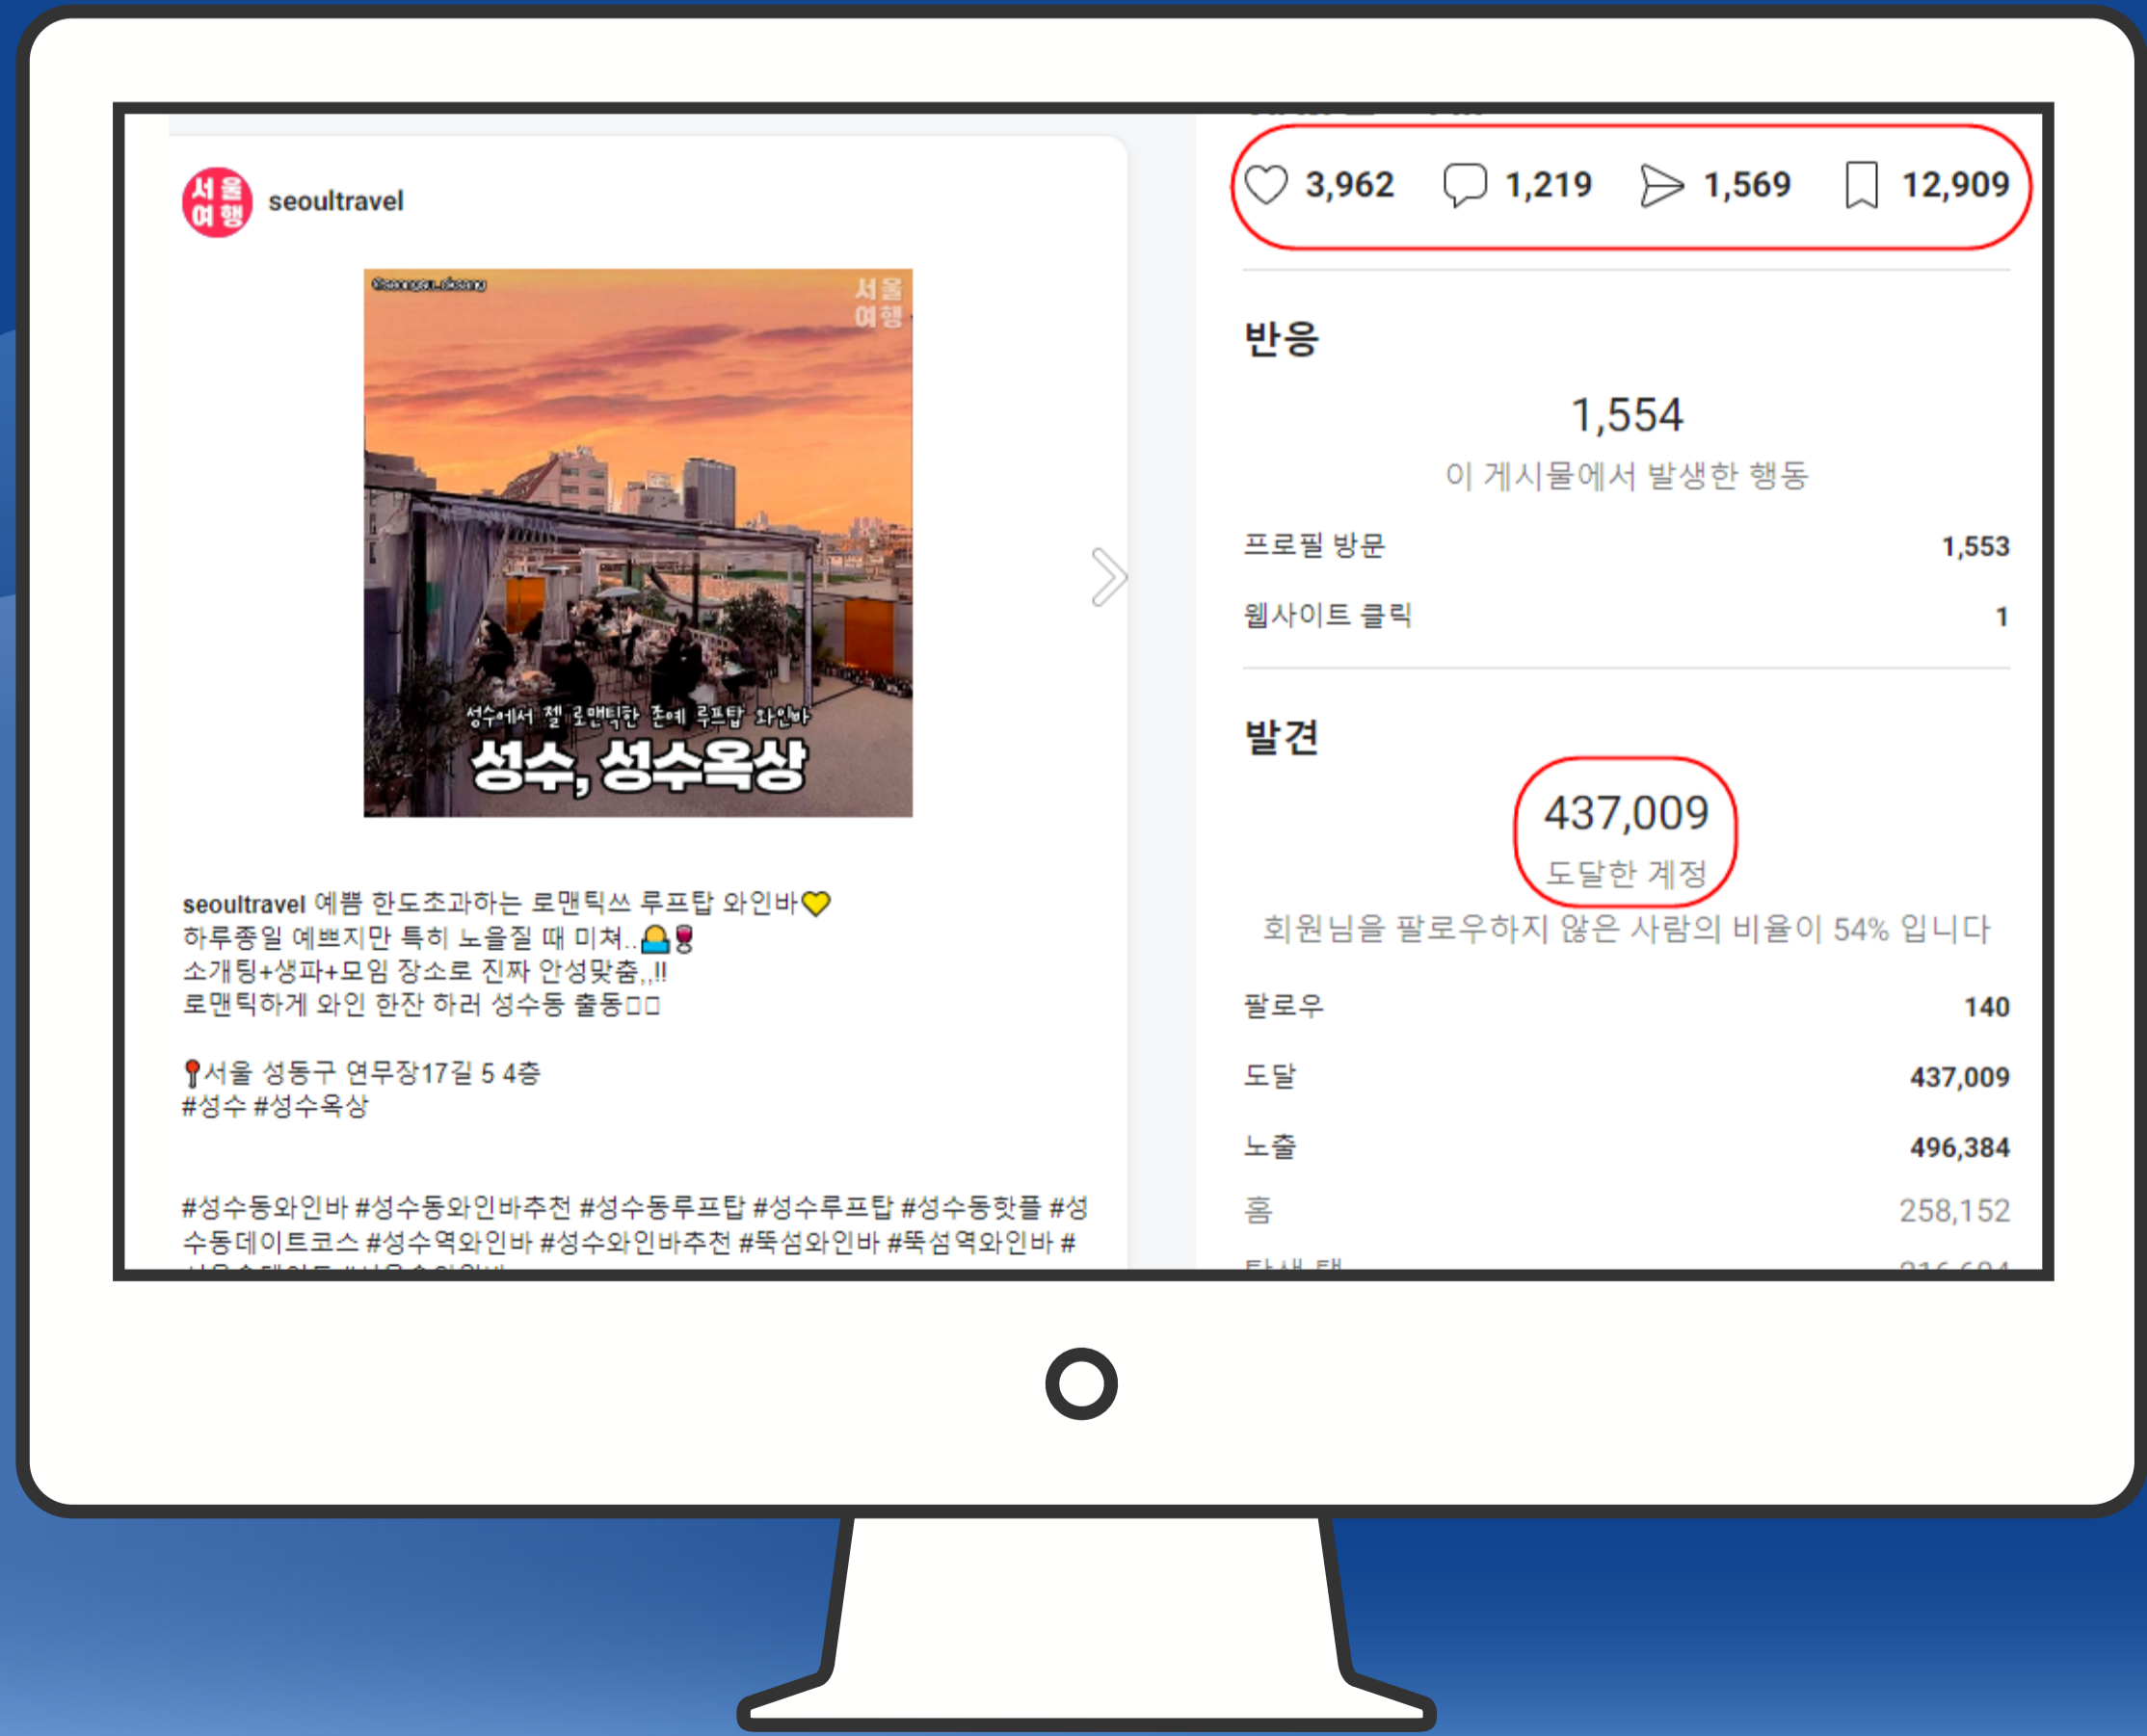 서울
여행
seoultravel
@seongsu_oksang
서울
여행
성수에서 젤 로맨틱한 존예 루프탑 와인바
성수, 성수옥상
seoultravel 예쁨 한도초과하는 로맨틱쓰 루프탑 와인바💛
하루종일 예쁘지만 특히 노을질 때 미쳐..🌅🍷
소개팅+생파+모임 장소로 진짜 안성맞춤,,!!
로맨틱하게 와인 한잔 하러 성수동 출동□□
📍서울 성동구 연무장17길 5 4층
#성수 #성수옥상
#성수동와인바 #성수동와인바추천 #성수동루프탑 #성수루프탑 #성수동핫플 #성
수동데이트코스 #성수역와인바 #성수와인바추천 #뚝섬와인바 #뚝섬역와인바 #
3,962 1,219 1,569 12,909
반응
1,554
이 게시물에서 발생한 행동
프로필 방문 1,553
웹사이트 클릭 1
발견
437,009
도달한 계정
회원님을 팔로우하지 않은 사람의 비율이 54% 입니다
팔로우 140
도달 437,009
노출 496,384
홈 258,152